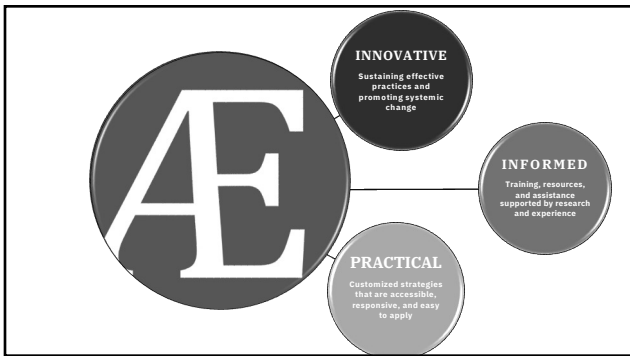 Æ
INNOVATIVE
Sustaining effective
practices and
promoting systemic
change
INFORMED
Training, resources,
and assistance
supported by research
and experience
PRACTICAL
Customized strategies
that are accessible,
responsive, and easy
to apply